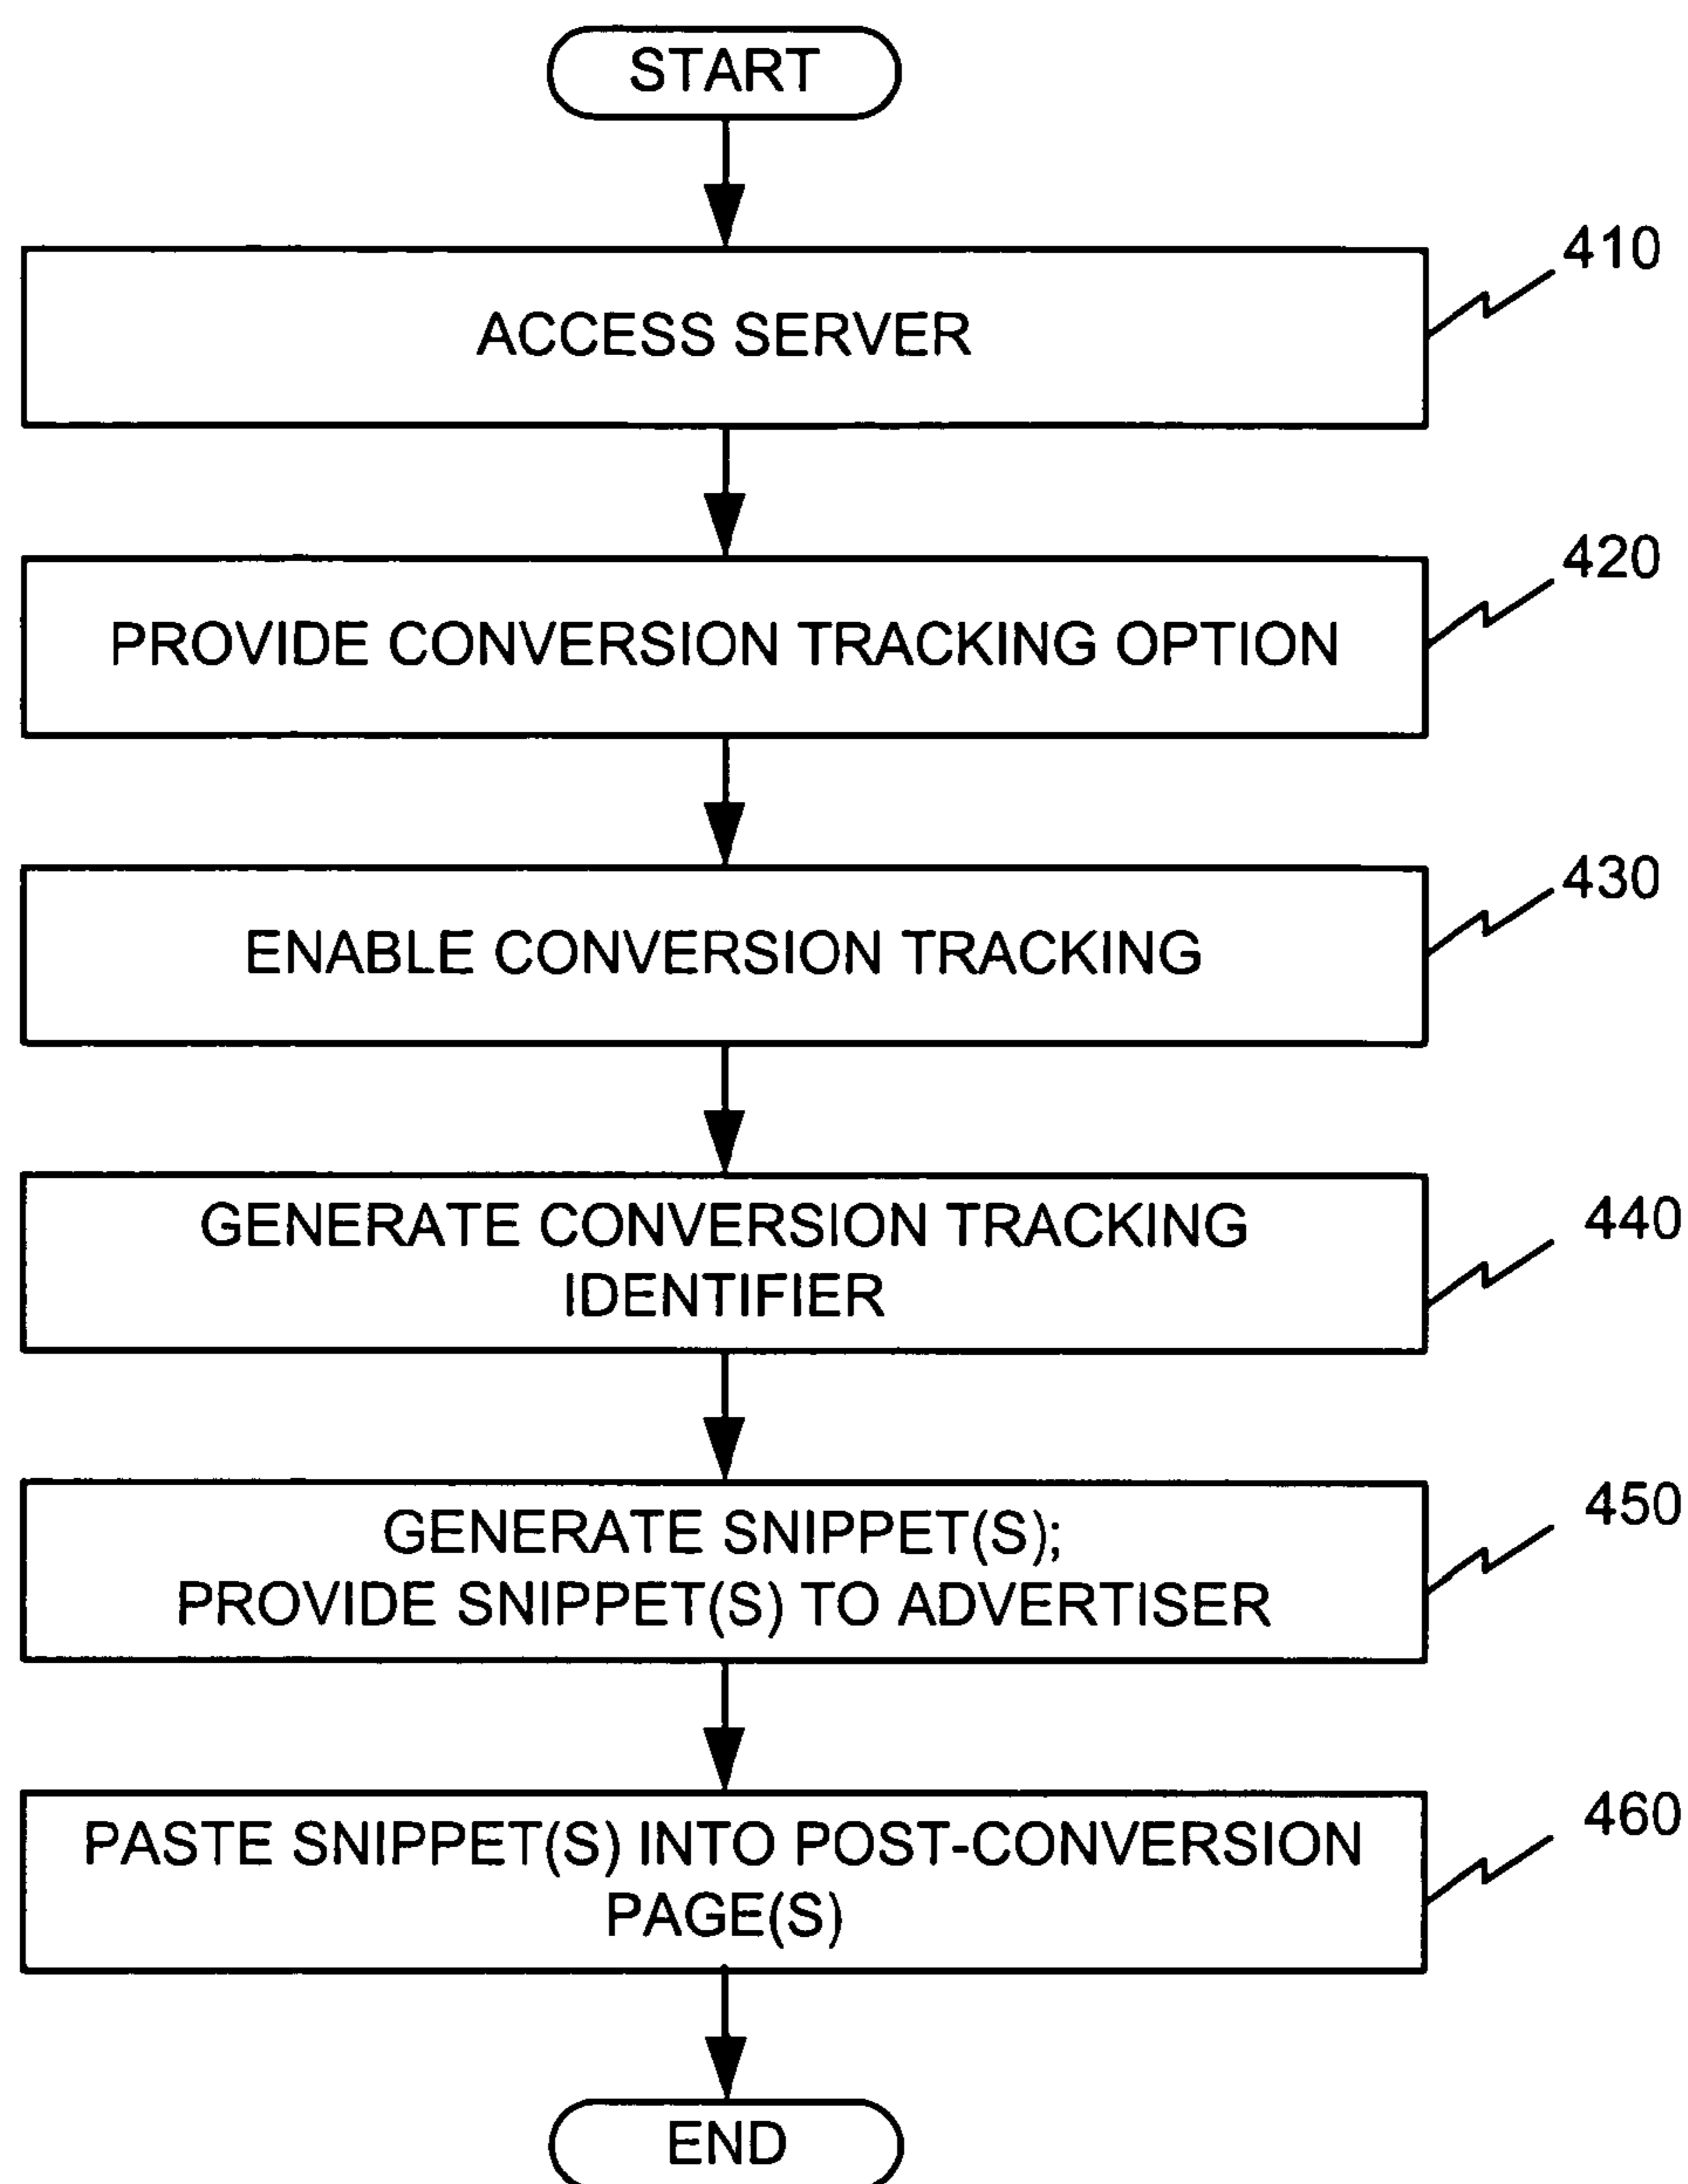 START
410
ACCESS SERVER
420
PROVIDE CONVERSION TRACKING OPTION
430
ENABLE CONVERSION TRACKING
440
GENERATE CONVERSION TRACKING
IDENTIFIER
450
GENERATE SNIPPET(S);
PROVIDE SNIPPET(S) TO ADVERTISER
460
PASTE SNIPPET(S) INTO POST-CONVERSION
PAGE(S)
END